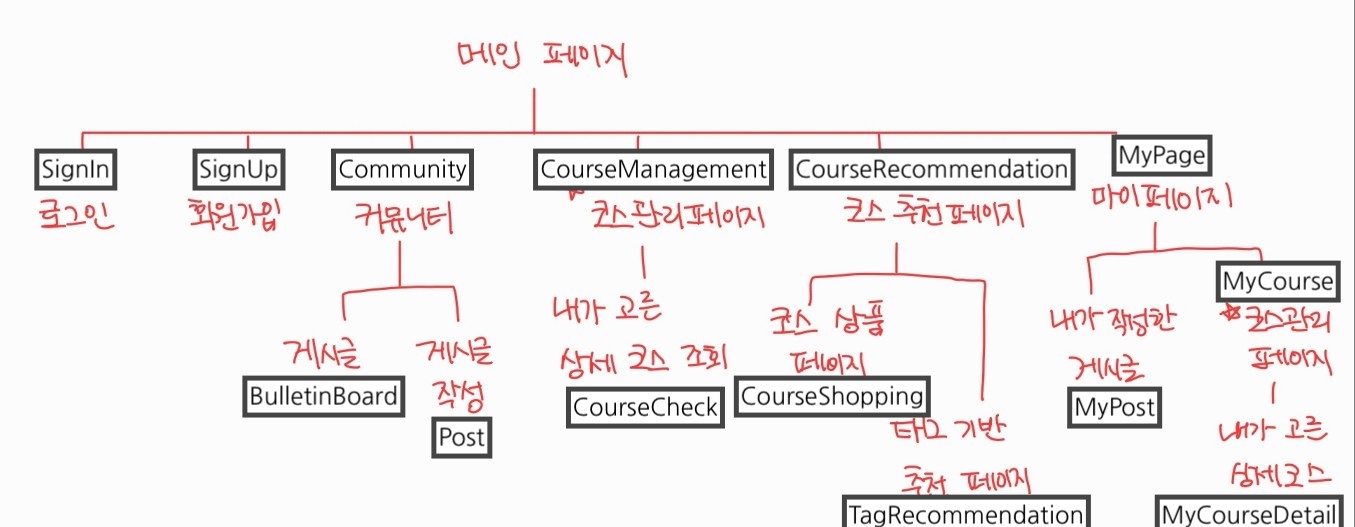 메인 페이지
SignIn
로그인
SignUp
회원가입
Community
커뮤니티
게시글
BulletinBoard
게시글
작성
Post
CourseManagement
코스관리페이지
내가 고른
상세 코스 조회
CourseCheck
CourseRecommendation
코스 추천 페이지
코스 상품
페이지
CourseShopping
태그 기반
추천 페이지
TagRecommendation
MyPage
마이페이지
내가 작성한
게시글
MyPost
MyCourse
*코스관리
페이지
내가 고른
상세코스
MyCourseDetail